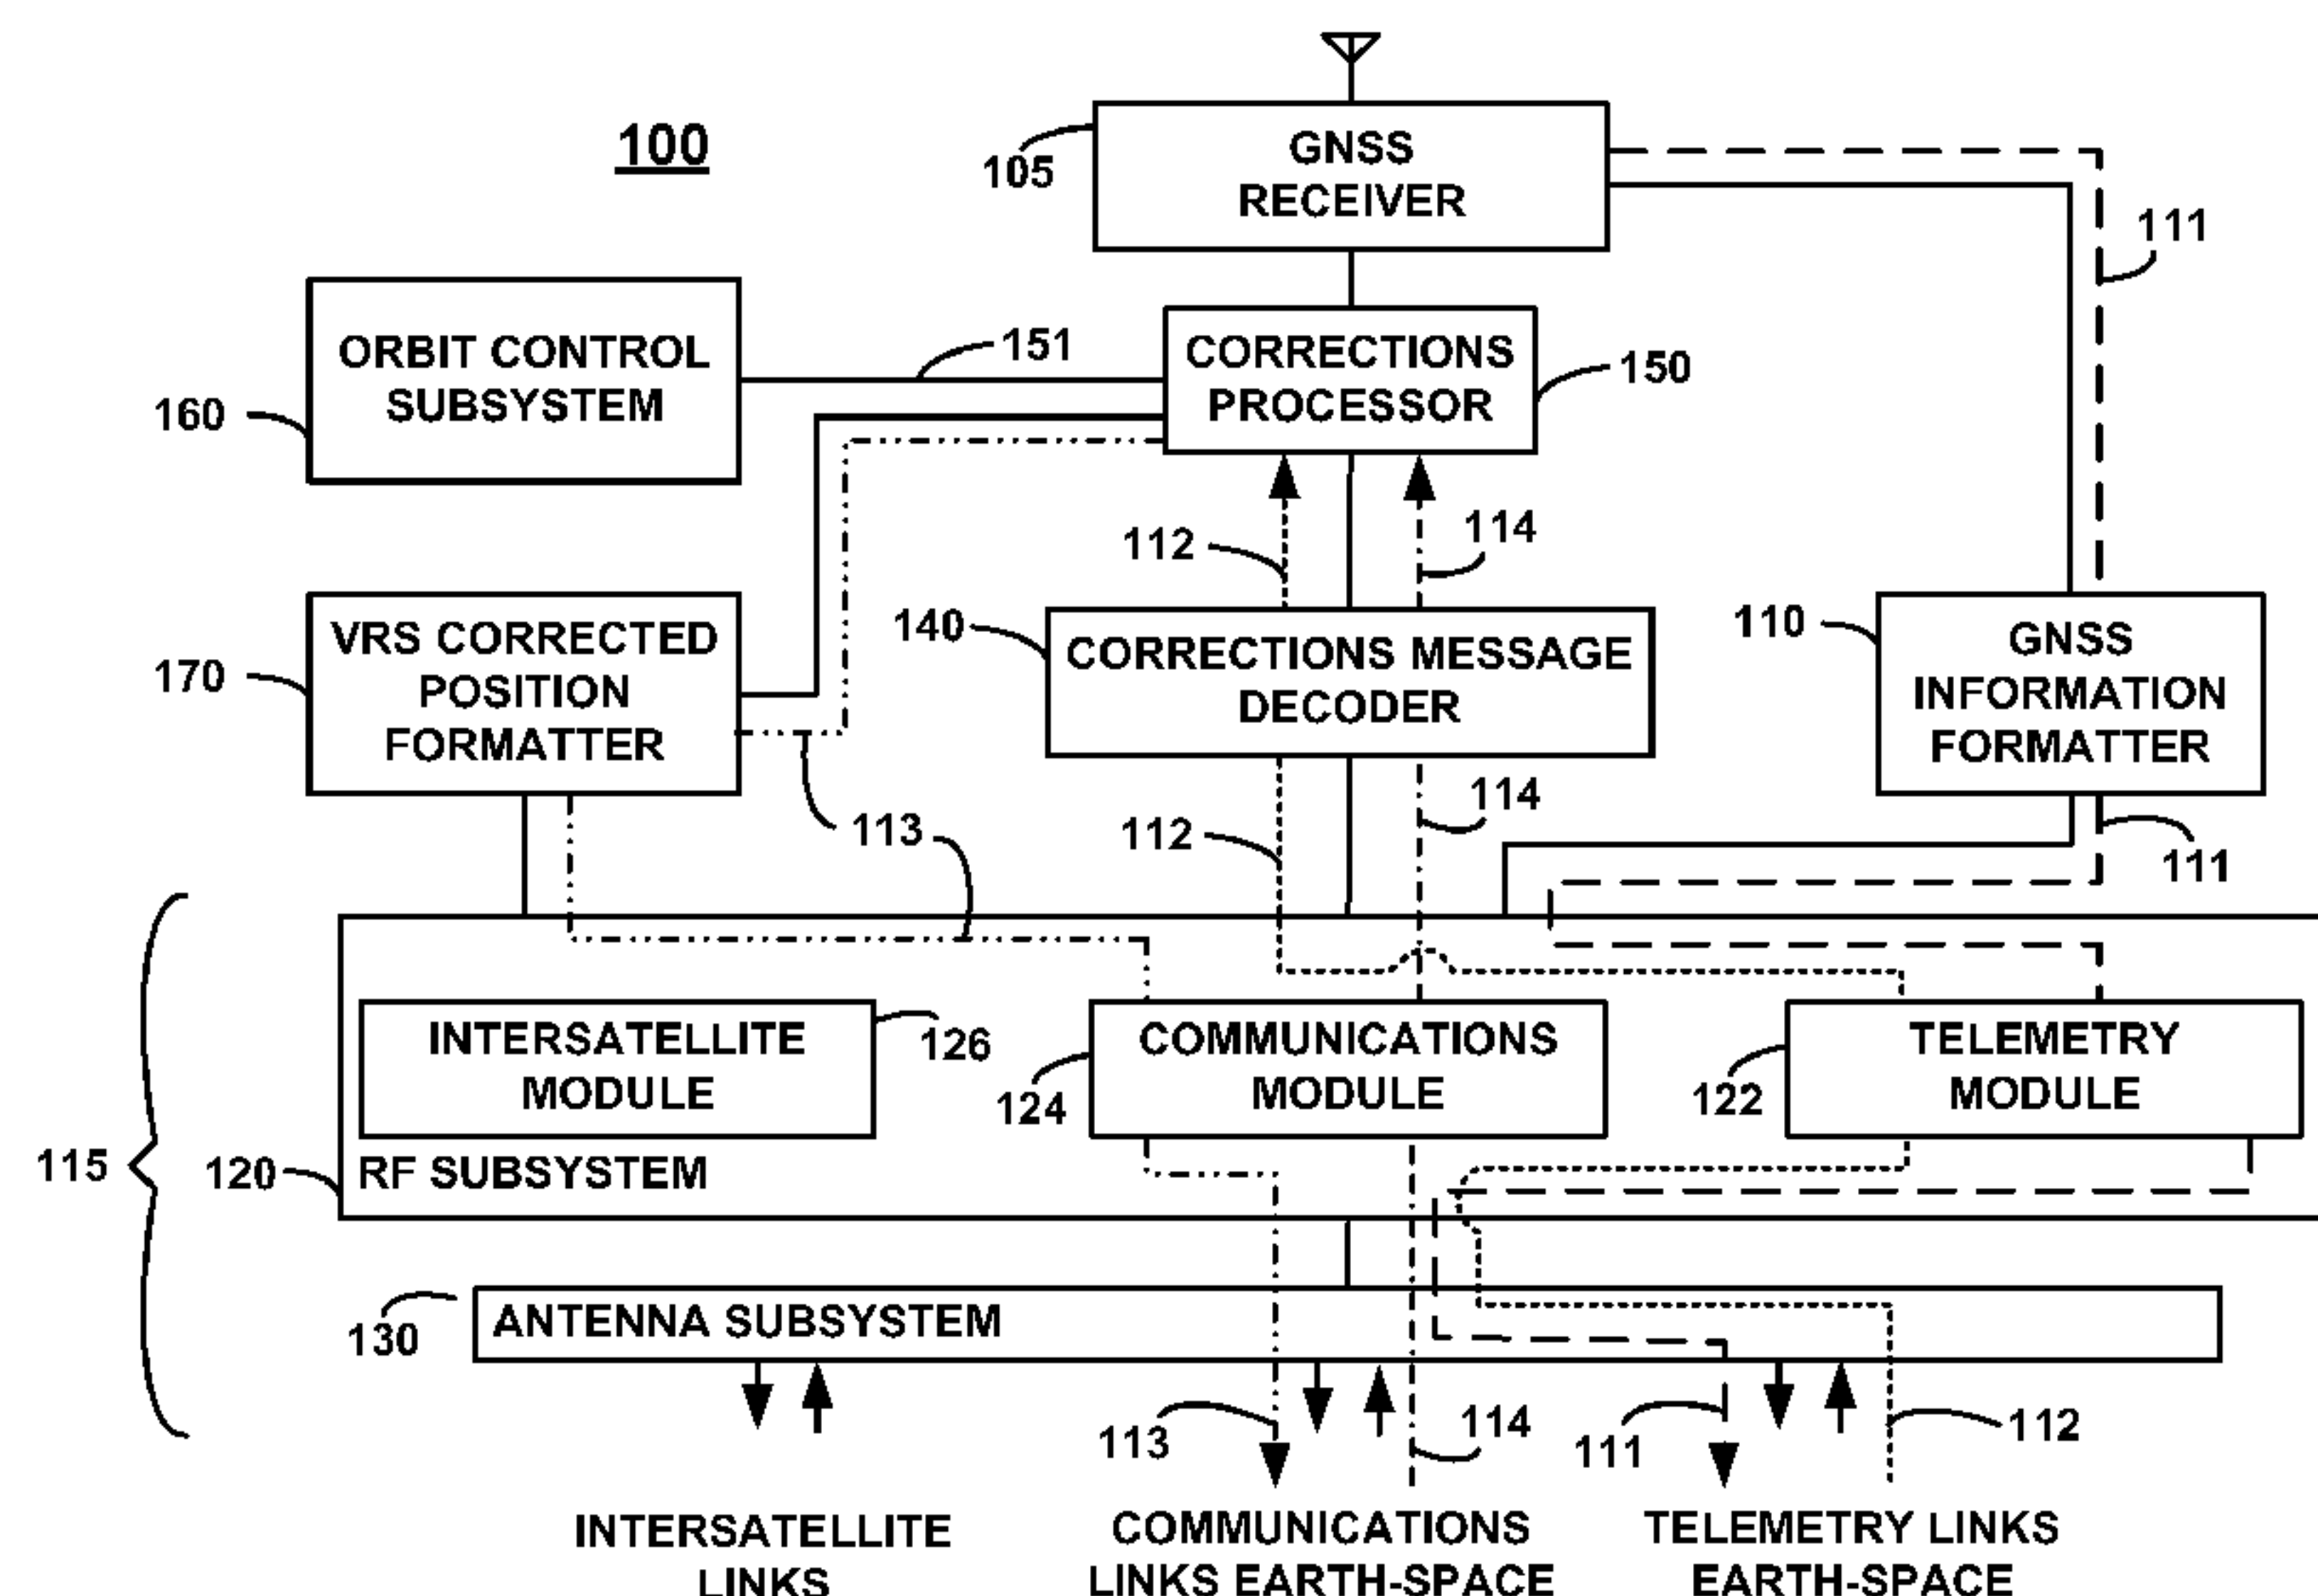 100
105
GNSS
RECEIVER
111
ORBIT CONTROL
SUBSYSTEM
160
151
CORRECTIONS
PROCESSOR
150
112
114
VRS CORRECTED
POSITION
FORMATTER
170
140
CORRECTIONS MESSAGE
DECODER
110
GNSS
INFORMATION
FORMATTER
113
112
114
111
115
120
INTERSATELLITE
MODULE
126
RF SUBSYSTEM
COMMUNICATIONS
MODULE
124
TELEMETRY
MODULE
122
130
ANTENNA SUBSYSTEM
113
114
111
112
INTERSATELLITE
LINKS
COMMUNICATIONS
LINKS EARTH-SPACE
TELEMETRY LINKS
EARTH-SPACE